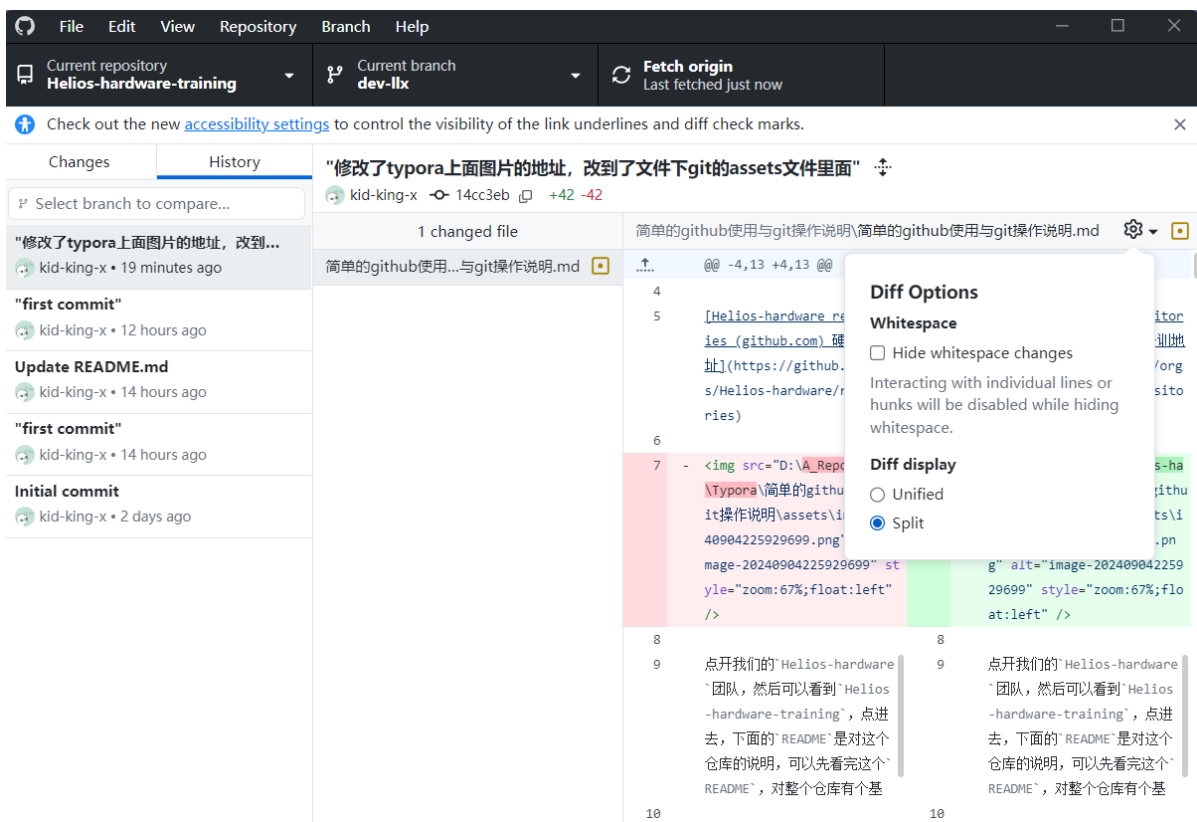 File Edit View Repository Branch Help
Current repository
Helios-hardware-training
Current branch
dev-llx
Fetch origin
Last fetched just now
Check out the new accessibility settings to control the visibility of the link underlines and diff check marks.
Changes
History
Select branch to compare...
"修改了typora上面图片的地址，改到...
kid-king-x • 19 minutes ago
"first commit"
kid-king-x • 12 hours ago
Update README.md
kid-king-x • 14 hours ago
"first commit"
kid-king-x • 14 hours ago
Initial commit
kid-king-x • 2 days ago
"修改了typora上面图片的地址，改到了文件下git的assets文件里面"
kid-king-x 14cc3eb +42 -42
1 changed file
简单的github使用...与git操作说明.md
简单的github使用与git操作说明\简单的github使用与git操作说明.md
@@ -4,13 +4,13 @@
4
5 [Helios-hardware re
ies (github.com) 硬
址](https://github.
s/Helios-hardware/r
ries)
6
7 - <img src="D:\A_Repo
\Typora\简单的githu
it操作说明\assets\i
40904225929699.png"
mage-20240904225929699" st
yle="zoom:67%;float:left"
/>
8
9 点开我们的`Helios-hardware
`团队，然后可以看到`Helios
-hardware-training`，点进
去，下面的`README`是对这个
仓库的说明，可以先看完这个`
README`，对整个仓库有个基
10
Diff Options
Whitespace
Hide whitespace changes
Interacting with individual lines or
hunks will be disabled while hiding
whitespace.
Diff display
Unified
Split
itor
训地
/org
sito
s-ha
githu
ts\i
.pn
g" alt="image-202409042259
29699" style="zoom:67%;flo
at:left" />
8
9 点开我们的`Helios-hardware
`团队，然后可以看到`Helios
-hardware-training`，点进
去，下面的`README`是对这个
仓库的说明，可以先看完这个`
README`，对整个仓库有个基
10